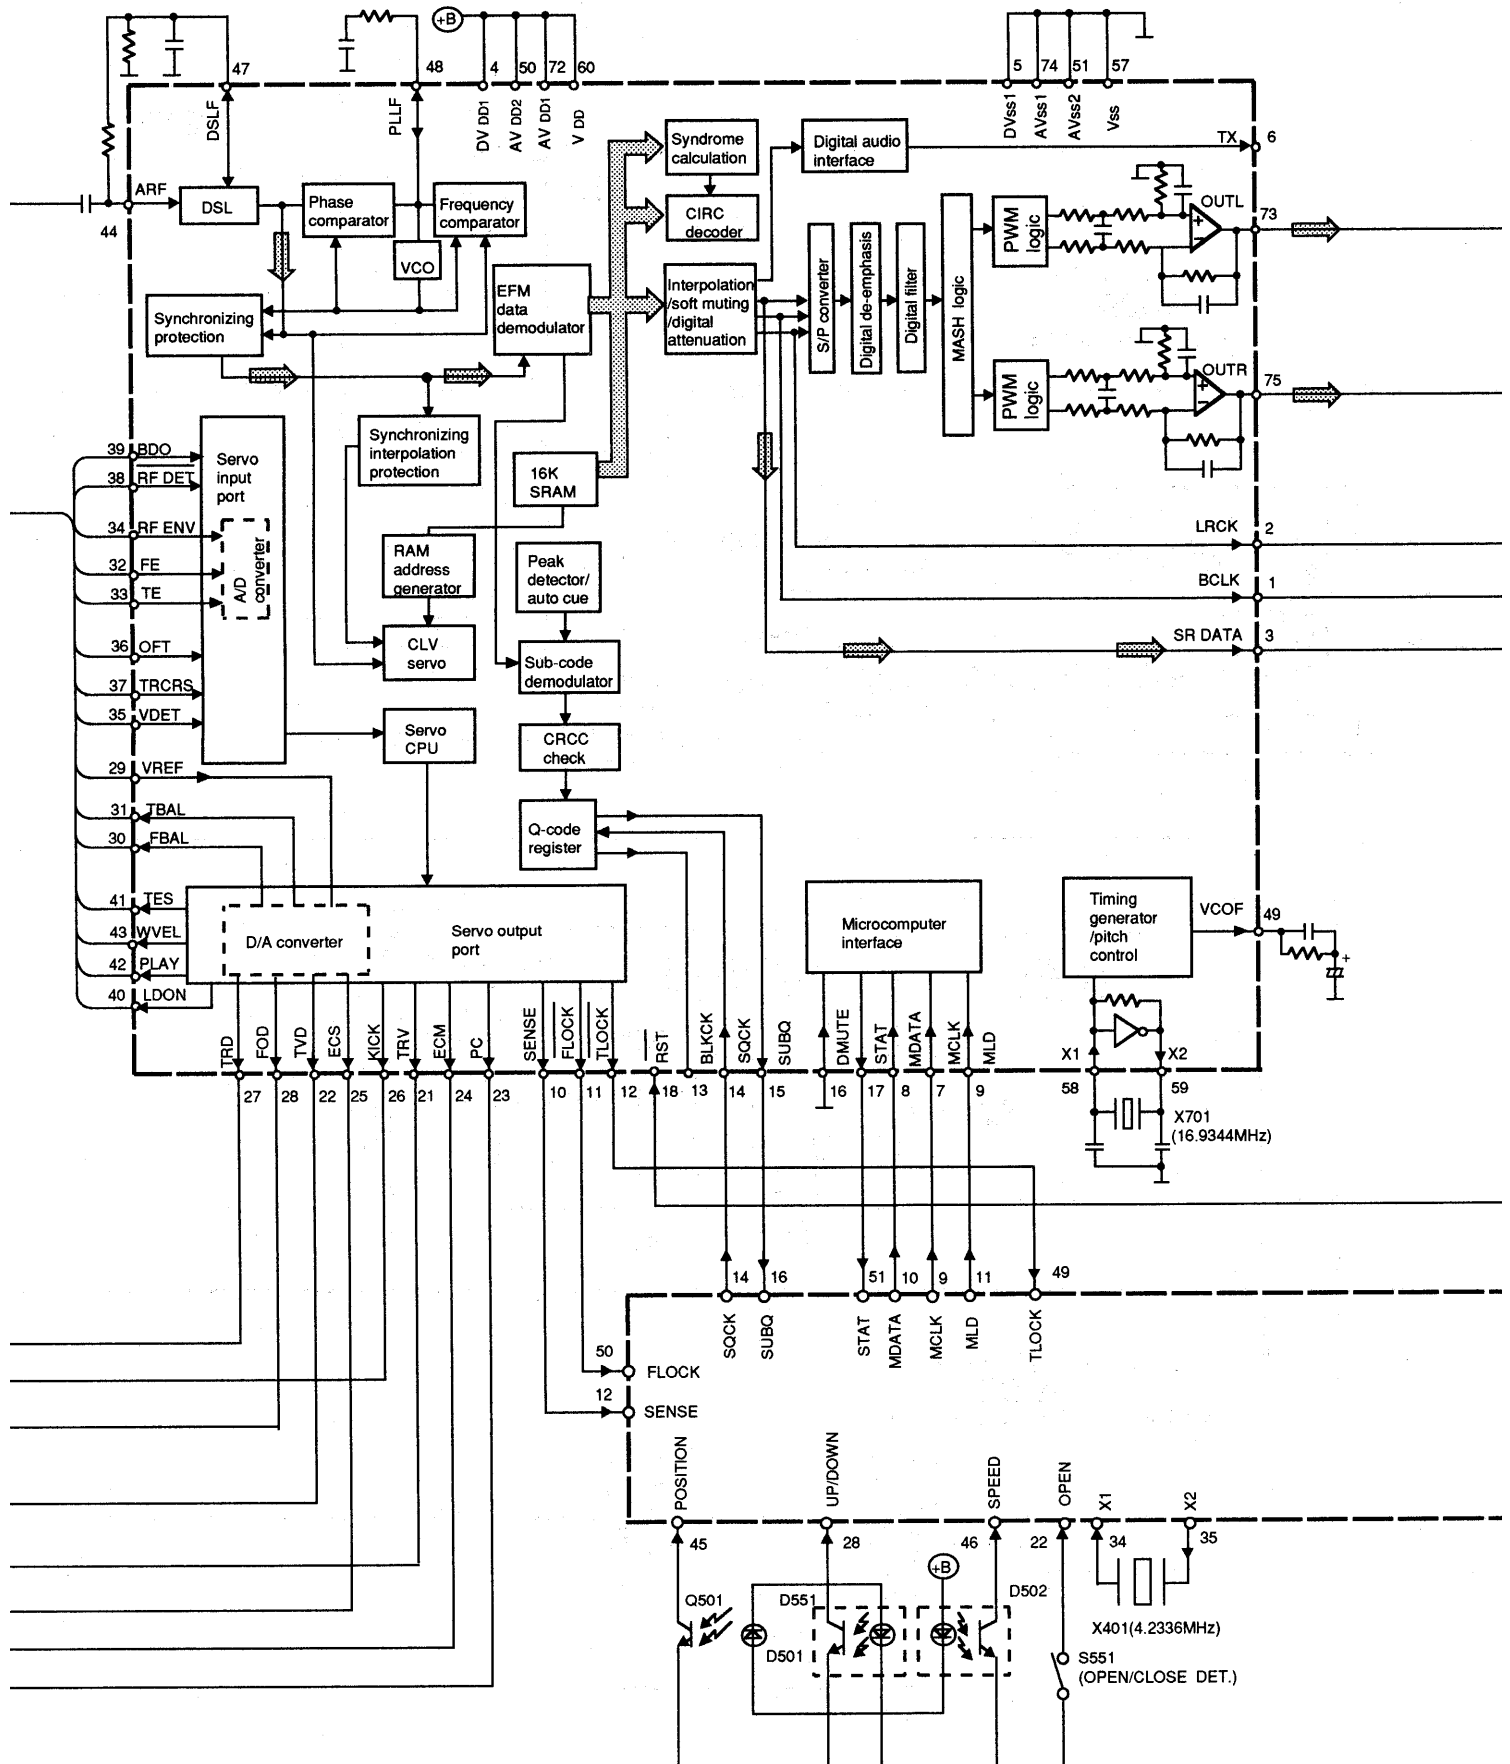 +B
47
48
4
50
72
60
5
74
51
57
DSLF
PLLF
DV DD1
AV DD2
AV DD1
V DD
DVss1
AVss1
AVss2
Vss
TX
6
ARF
44
DSL
Phase
comparator
Frequency
comparator
VCO
Syndrome
calculation
CIRC
decoder
Digital audio
interface
EFM
data
demodulator
Interpolation
/soft muting
/digital
attenuation
S/P converter
Digital de-emphasis
Digital filter
MASH logic
PWM
logic
OUTL
73
PWM
logic
OUTR
75
Synchronizing
protection
Synchronizing
interpolation
protection
16K
SRAM
39
BDO
38
RF DET
34
RF ENV
32
FE
33
TE
36
OFT
37
TRCRS
35
VDET
29
VREF
31
TBAL
30
FBAL
41
TES
43
WVEL
42
PLAY
40
LDON
Servo
input
port
A/D
converter
RAM
address
generator
Peak
detector/
auto cue
CLV
servo
Sub-code
demodulator
Servo
CPU
CRCC
check
Q-code
register
LRCK
2
BCLK
1
SR DATA
3
D/A converter
Servo output
port
Microcomputer
interface
Timing
generator
/pitch
control
VCOF
49
+
TRD
FOD
TVD
ECS
KICK
TRV
ECM
PC
SENSE
FLOCK
TLOCK
RST
BLKCK
SQCK
SUBQ
DMUTE
STAT
MDATA
MCLK
MLD
X1
X2
27
28
22
25
26
21
24
23
10
11
12
18
13
14
15
16
17
8
7
9
58
59
X701
(16.9344MHz)
14
16
51
10
9
11
49
SQCK
SUBQ
STAT
MDATA
MCLK
MLD
TLOCK
50
FLOCK
12
SENSE
POSITION
UP/DOWN
SPEED
OPEN
X1
X2
45
28
46
22
34
35
+B
Q501
D551
D502
D501
X401(4.2336MHz)
S551
(OPEN/CLOSE DET.)